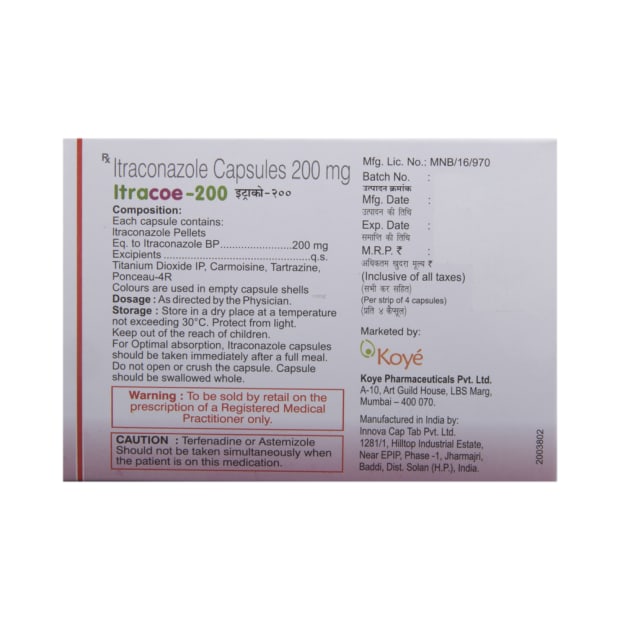 Rx Itraconazole Capsules 200 mg
Itracoe-200 इट्राको-२००
Composition:
Each capsule contains:
Itraconazole Pellets
Eq. to Itraconazole BP......................200 mg
Excipients.............................................q.s.
Titanium Dioxide IP, Carmoisine, Tartrazine,
Ponceau-4R
Colours are used in empty capsule shells
Dosage : As directed by the Physician.
Storage : Store in a dry place at a temperature
not exceeding 30°C. Protect from light.
Keep out of the reach of children.
For Optimal absorption, Itraconazole capsules
should be taken immediately after a full meal.
Do not open or crush the capsule. Capsule
should be swallowed whole.
Warning : To be sold by retail on the
prescription of a Registered Medical
Practitioner only.
CAUTION : Terfenadine or Astemizole
Should not be taken simultaneously when
the patient is on this medication.
Mfg. Lic. No.: MNB/16/970
Batch No. :
उत्पादन क्रमांक
Mfg. Date :
उत्पादन की तिथि
Exp. Date :
समाप्ति की तिथि
M.R.P. ₹ :
अधिकतम खुदरा मूल्य ₹
(Inclusive of all taxes)
(सभी कर सहित)
(Per strip of 4 capsules)
(प्रति ४ कैप्सूल)
Marketed by:
Koyé
Koye Pharmaceuticals Pvt. Ltd.
A-10, Art Guild House, LBS Marg,
Mumbai – 400 070.
Manufactured in India by:
Innova Cap Tab Pvt. Ltd.
1281/1, Hilltop Industrial Estate,
Near EPIP, Phase -1, Jharmajri,
Baddi, Dist. Solan (H.P.), India.
2003802